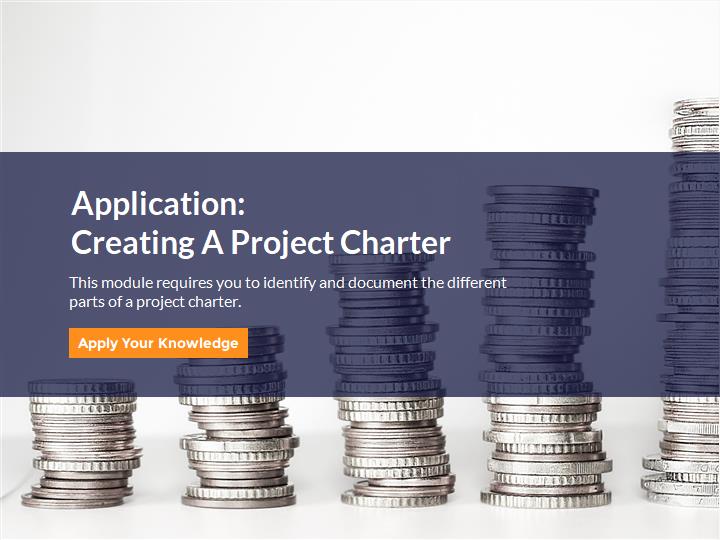 Application:
Creating A Project Charter
This module requires you to identify and document the different
parts of a project charter.
Apply Your Knowledge